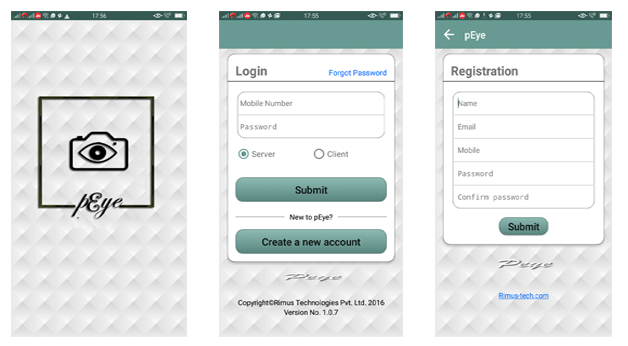 17:56
pEye
17:55
Login
Forgot Password
Mobile Number
Password
Server
Client
Submit
New to pEye?
Create a new account
Peye
Copyright©Rimus Technologies Pvt. Ltd. 2016
Version No. 1.0.7
17:55
pEye
Registration
Name
Email
Mobile
Password
Confirm password
Submit
Peye
Rimus-tech.com